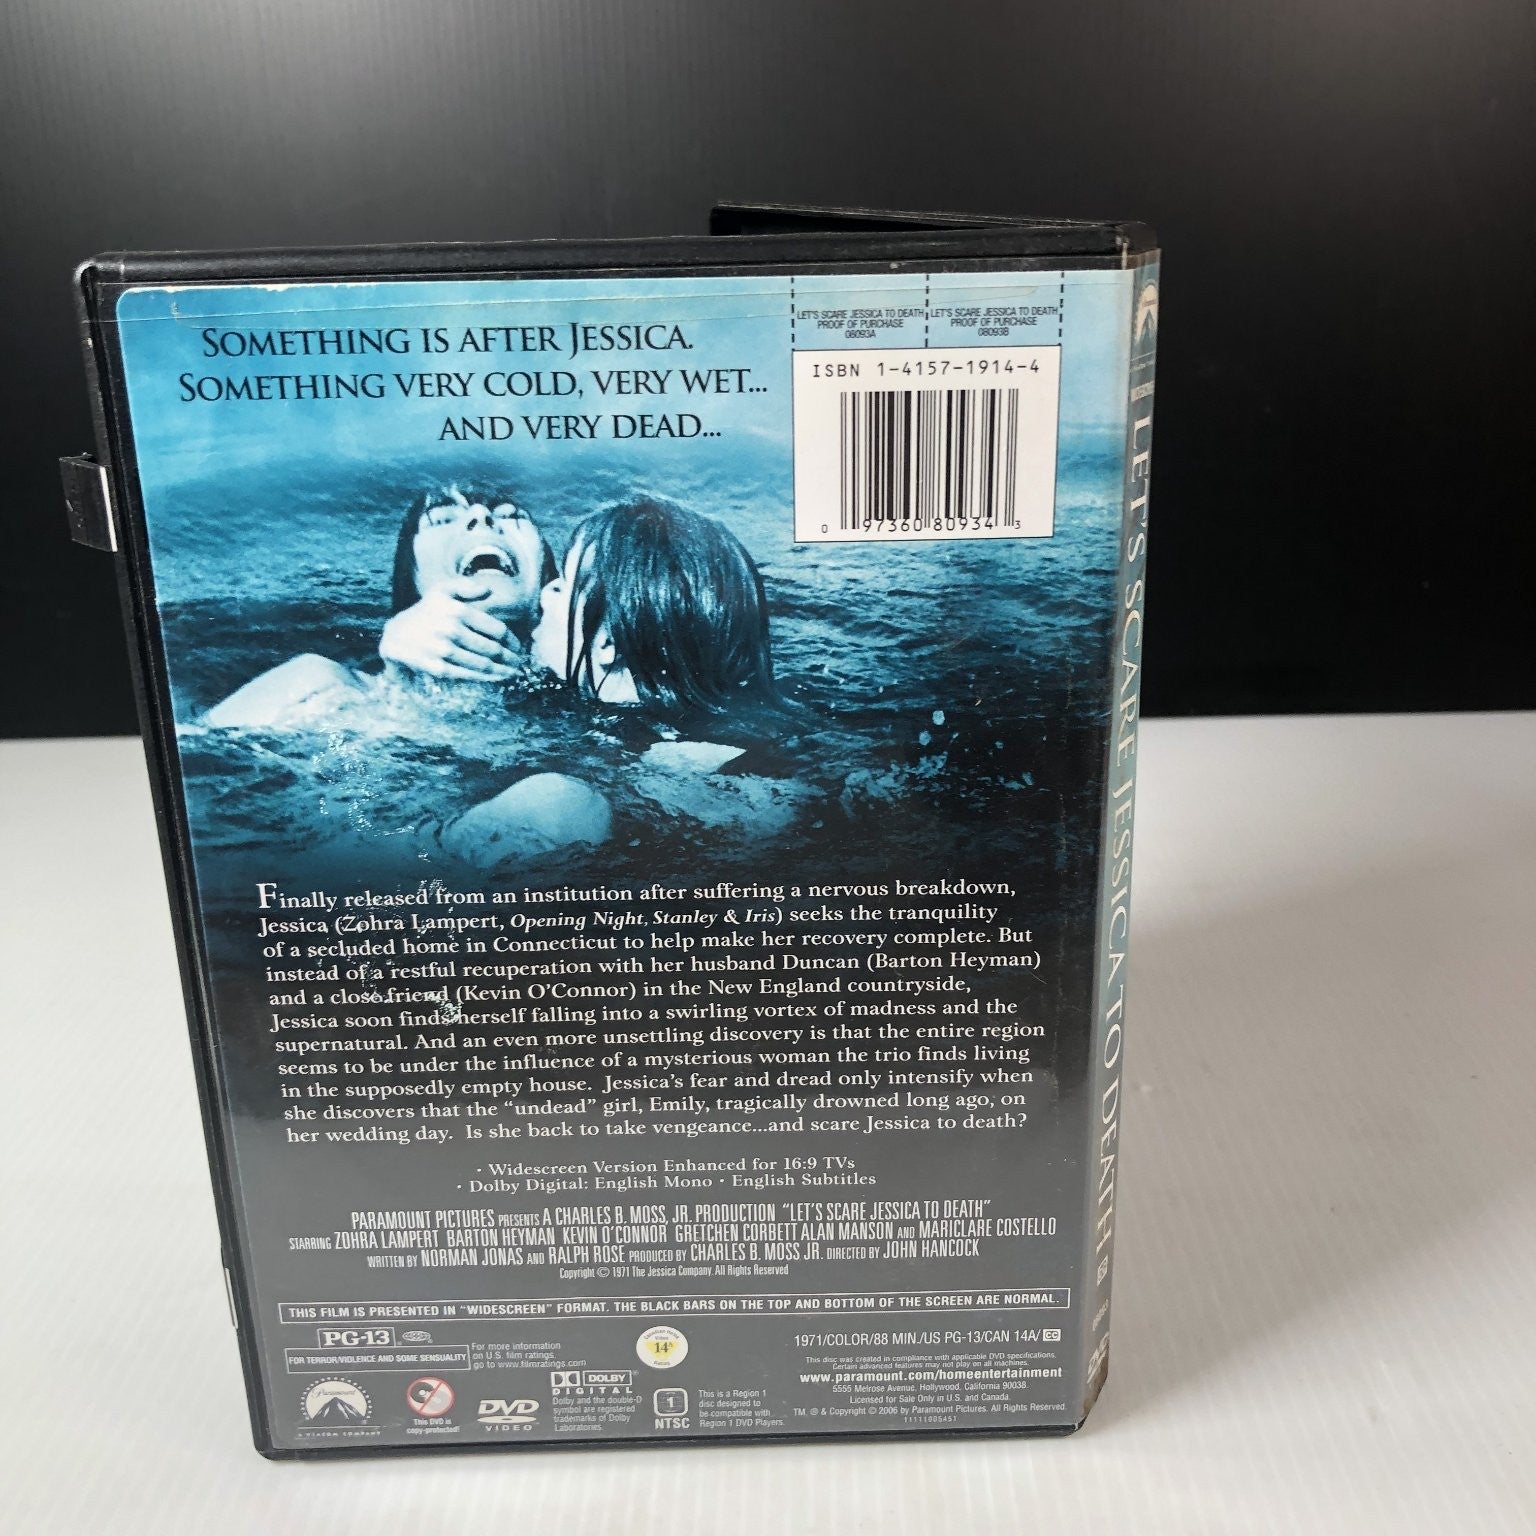 SOMETHING IS AFTER JESSICA.
SOMETHING VERY COLD, VERY WET...
AND VERY DEAD...
LET'S SCARE JESSICA TO DEATH
PROOF OF PURCHASE
08093A
LET'S SCARE JESSICA TO DEATH
PROOF OF PURCHASE
08093B
ISBN 1-4157-1914-4
0 97360 80934 3
LET'S SCARE JESSICA TO DEATH
Finally released from an institution after suffering a nervous breakdown,
Jessica (Zohra Lampert, Opening Night, Stanley & Iris) seeks the tranquility
of a secluded home in Connecticut to help make her recovery complete. But
instead of a restful recuperation with her husband Duncan (Barton Heyman)
and a close friend (Kevin O'Connor) in the New England countryside,
Jessica soon finds herself falling into a swirling vortex of madness and the
supernatural. And an even more unsettling discovery is that the entire region
seems to be under the influence of a mysterious woman the trio finds living
in the supposedly empty house. Jessica's fear and dread only intensify when
she discovers that the "undead" girl, Emily, tragically drowned long ago, on
her wedding day. Is she back to take vengeance...and scare Jessica to death?
• Widescreen Version Enhanced for 16:9 TVs
• Dolby Digital: English Mono • English Subtitles
PARAMOUNT PICTURES PRESENTS A CHARLES B. MOSS, JR. PRODUCTION "LET'S SCARE JESSICA TO DEATH"
STARRING ZOHRA LAMPERT BARTON HEYMAN KEVIN O'CONNOR GRETCHEN CORBETT ALAN MANSON AND MARICLARE COSTELLO
WRITTEN BY NORMAN JONAS AND RALPH ROSE PRODUCED BY CHARLES B. MOSS JR. DIRECTED BY JOHN HANCOCK
Copyright © 1971 The Jessica Company. All Rights Reserved
THIS FILM IS PRESENTED IN "WIDESCREEN" FORMAT. THE BLACK BARS ON THE TOP AND BOTTOM OF THE SCREEN ARE NORMAL.
PG-13
FOR TERROR/VIOLENCE AND SOME SENSUALITY
For more information
on U.S. film ratings,
go to www.filmratings.com
Canadian Home
Video
14A
1971/COLOR/88 MIN./US PG-13/CAN 14A/ CC
This disc was created in compliance with applicable DVD specifications.
Certain advanced features may not play on all machines.
www.paramount.com/homeentertainment
5555 Melrose Avenue, Hollywood, California 90038.
Licensed for Sale Only in U.S. and Canada.
TM, ® & Copyright © 2006 by Paramount Pictures. All Rights Reserved.
11111005451
Paramount
A VIACOM COMPANY
This DVD is
copy-protected!
DVD
VIDEO
DOLBY
DIGITAL
Dolby and the double-D
symbol are registered
trademarks of Dolby
Laboratories.
1
NTSC
This is a Region 1
disc designed to
be compatible with
Region 1 DVD Players.